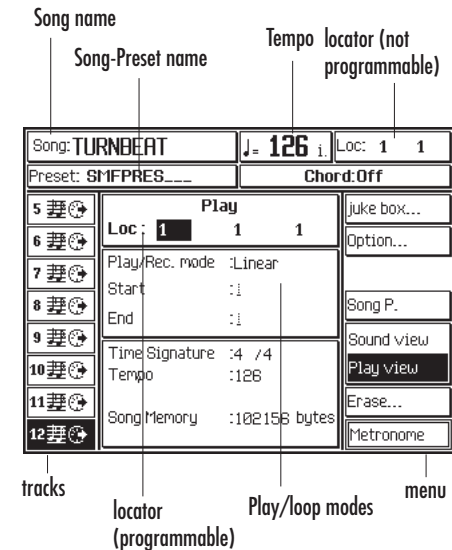 Song name
Song-Preset name
Tempo
locator (not
programmable)
Song: TURNBEAT
♩= 126 i.
Loc: 1 1
Preset: SMFPRES___
Chord:Off
5
6
7
8
9
10
11
12
Play
Loc: 1 1 1
Play/Rec. mode :Linear
Start :1
End :1
Time Signature :4 /4
Tempo :126
Song Memory :102156 bytes
juke box...
Option...
Song P.
Sound view
Play view
Erase...
Metronome
tracks
locator
(programmable)
Play/loop modes
menu